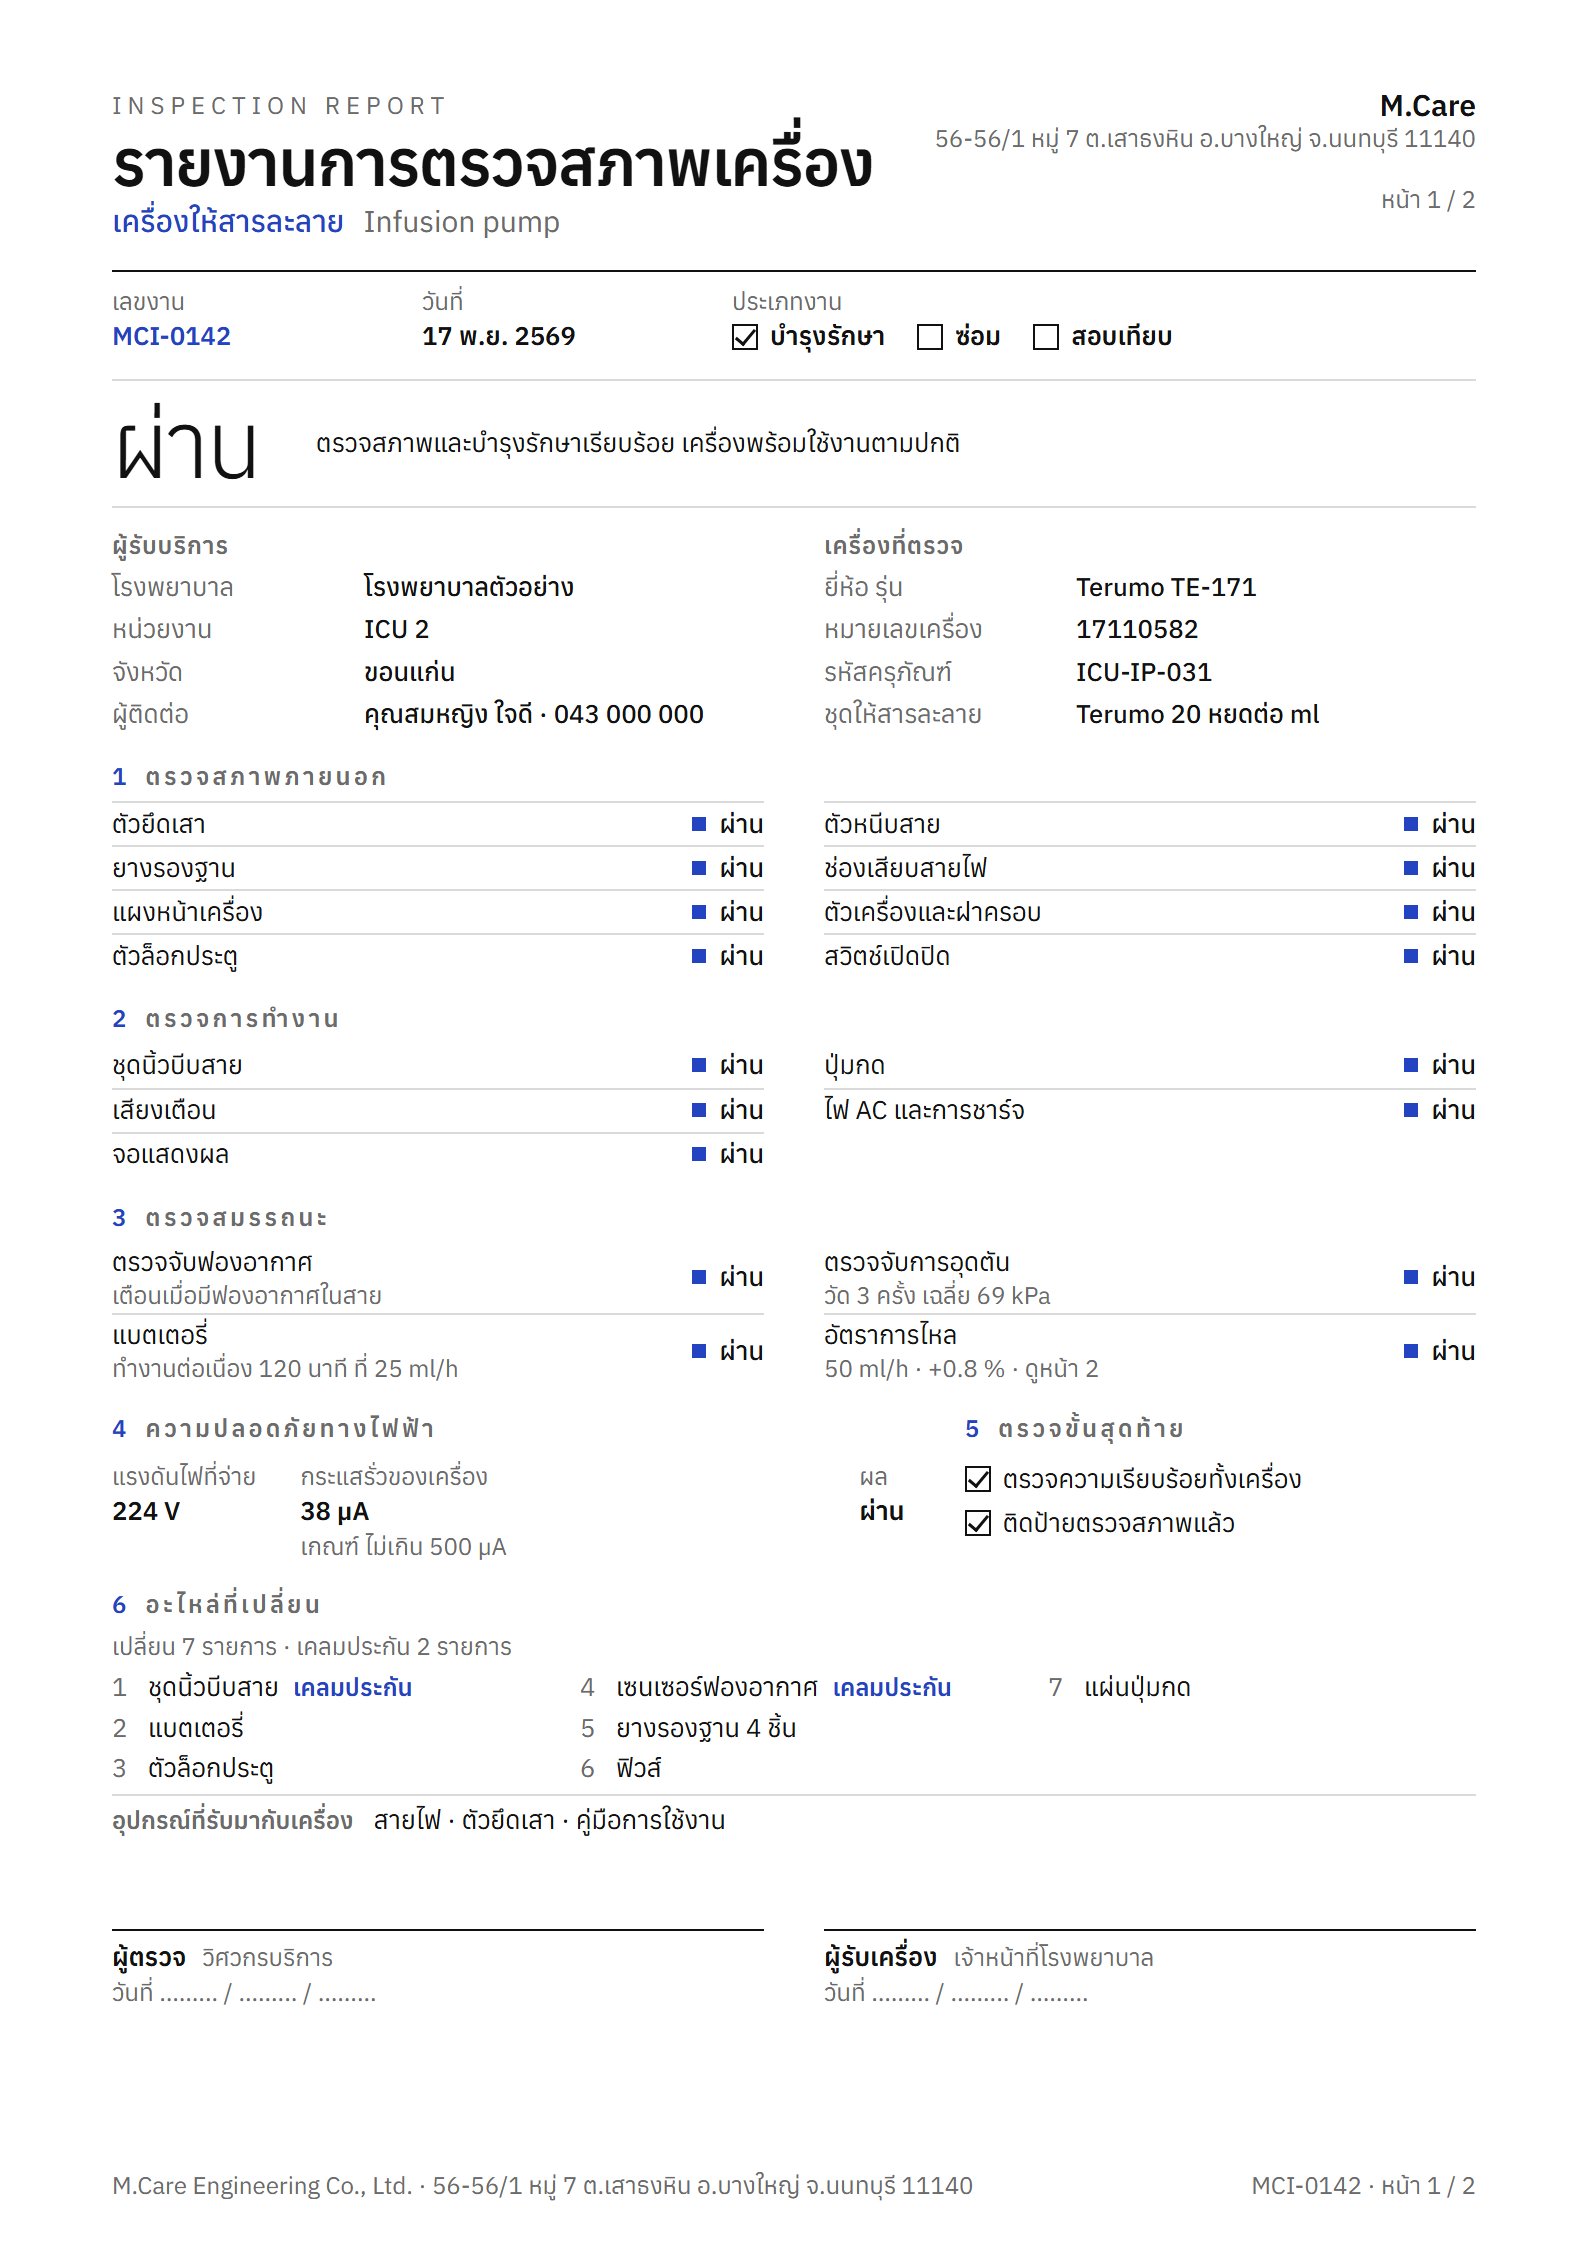 INSPECTION REPORT
รายงานการตรวจสภาพเครื่อง
เครื่องให้สารละลาย Infusion pump
M.Care
56-56/1 หมู่ 7 ต.เสาธงหิน อ.บางใหญ่ จ.นนทบุรี 11140
หน้า 1 / 2
เลขงาน วันที่ ประเภทงาน
MCI-0142 17 พ.ย. 2569 บำรุงรักษา ซ่อม สอบเทียบ
ผ่าน ตรวจสภาพและบำรุงรักษาเรียบร้อย เครื่องพร้อมใช้งานตามปกติ
ผู้รับบริการ
โรงพยาบาล โรงพยาบาลตัวอย่าง
หน่วยงาน ICU 2
จังหวัด ขอนแก่น
ผู้ติดต่อ คุณสมหญิง ใจดี · 043 000 000
เครื่องที่ตรวจ
ยี่ห้อ รุ่น Terumo TE-171
หมายเลขเครื่อง 17110582
รหัสครุภัณฑ์ ICU-IP-031
ชุดให้สารละลาย Terumo 20 หยดต่อ ml
1 ตรวจสภาพภายนอก
ตัวยึดเสา ผ่าน ตัวหนีบสาย ผ่าน
ยางรองฐาน ผ่าน ช่องเสียบสายไฟ ผ่าน
แผงหน้าเครื่อง ผ่าน ตัวเครื่องและฝาครอบ ผ่าน
ตัวล็อกประตู ผ่าน สวิตช์เปิดปิด ผ่าน
2 ตรวจการทำงาน
ชุดนิ้วบีบสาย ผ่าน ปุ่มกด ผ่าน
เสียงเตือน ผ่าน ไฟ AC และการชาร์จ ผ่าน
จอแสดงผล ผ่าน
3 ตรวจสมรรถนะ
ตรวจจับฟองอากาศ ผ่าน
เตือนเมื่อมีฟองอากาศในสาย
ตรวจจับการอุดตัน ผ่าน
วัด 3 ครั้ง เฉลี่ย 69 kPa
แบตเตอรี่ ผ่าน
ทำงานต่อเนื่อง 120 นาที ที่ 25 ml/h
อัตราการไหล ผ่าน
50 ml/h · +0.8 % · ดูหน้า 2
4 ความปลอดภัยทางไฟฟ้า
แรงดันไฟที่จ่าย กระแสรั่วของเครื่อง ผล
224 V 38 µA ผ่าน
เกณฑ์ ไม่เกิน 500 µA
5 ตรวจขั้นสุดท้าย
ตรวจความเรียบร้อยทั้งเครื่อง
ติดป้ายตรวจสภาพแล้ว
6 อะไหล่ที่เปลี่ยน
เปลี่ยน 7 รายการ · เคลมประกัน 2 รายการ
1 ชุดนิ้วบีบสาย เคลมประกัน
2 แบตเตอรี่
3 ตัวล็อกประตู
4 เซนเซอร์ฟองอากาศ เคลมประกัน
5 ยางรองฐาน 4 ชิ้น
6 ฟิวส์
7 แผ่นปุ่มกด
อุปกรณ์ที่รับมากับเครื่อง สายไฟ · ตัวยึดเสา · คู่มือการใช้งาน
ผู้ตรวจ วิศวกรบริการ
วันที่ ......... / ......... / .........
ผู้รับเครื่อง เจ้าหน้าที่โรงพยาบาล
วันที่ ......... / ......... / .........
M.Care Engineering Co., Ltd. · 56-56/1 หมู่ 7 ต.เสาธงหิน อ.บางใหญ่ จ.นนทบุรี 11140
MCI-0142 · หน้า 1 / 2